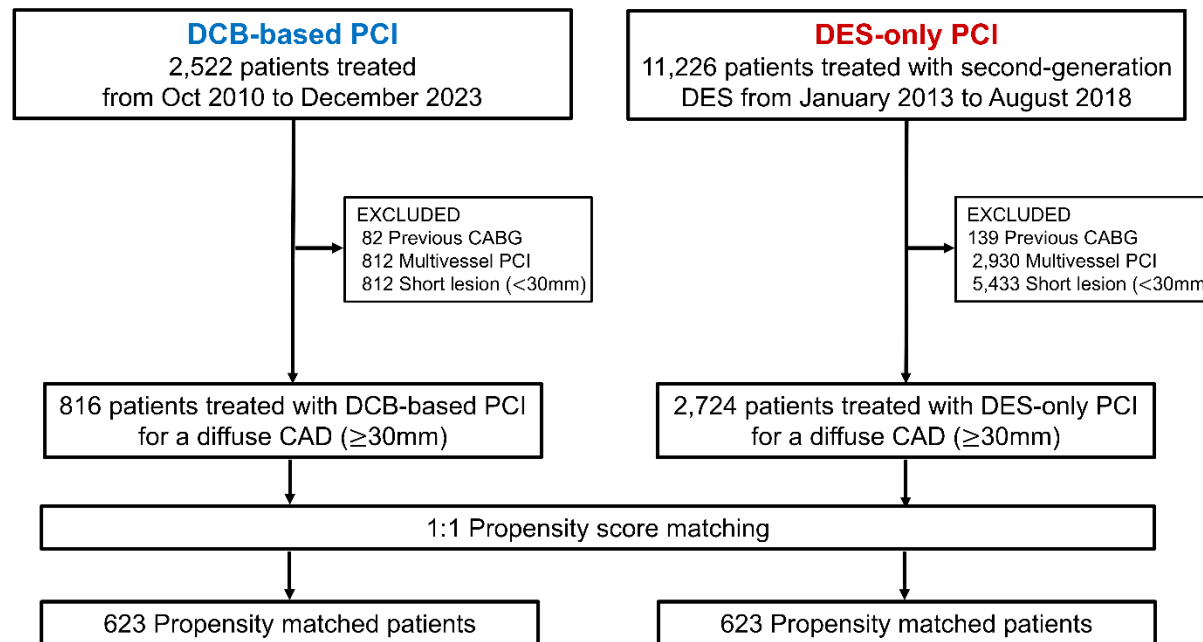 DCB-based PCI
2,522 patients treated
from Oct 2010 to December 2023
DES-only PCI
11,226 patients treated with second-generation
DES from January 2013 to August 2018
EXCLUDED
82 Previous CABG
812 Multivessel PCI
812 Short lesion (<30mm)
EXCLUDED
139 Previous CABG
2,930 Multivessel PCI
5,433 Short lesion (<30mm
816 patients treated with DCB-based PCI
for a diffuse CAD (≥30mm)
2,724 patients treated with DES-only PCI
for a diffuse CAD (≥30mm)
1:1 Propensity score matching
623 Propensity matched patients
623 Propensity matched patients